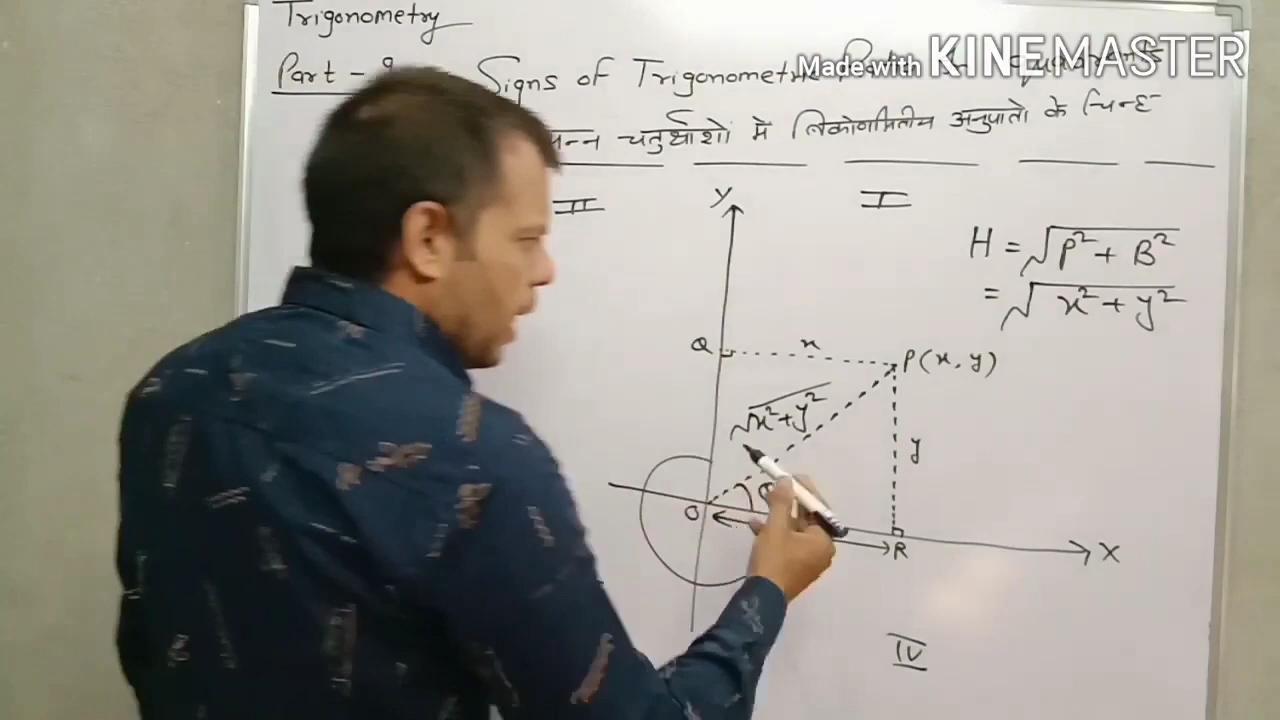 Trigonometry
Part - 9 Signs of Trigonometric
Made with KINEMASTER
चतुर्थांशों में त्रिकोणमितीय अनुपातो के चिन्ह
II
Y
I
H = √P² + B²
= √x² + y²
Q
x
P(x, y)
√x²+y²
y
O
R
X
IV